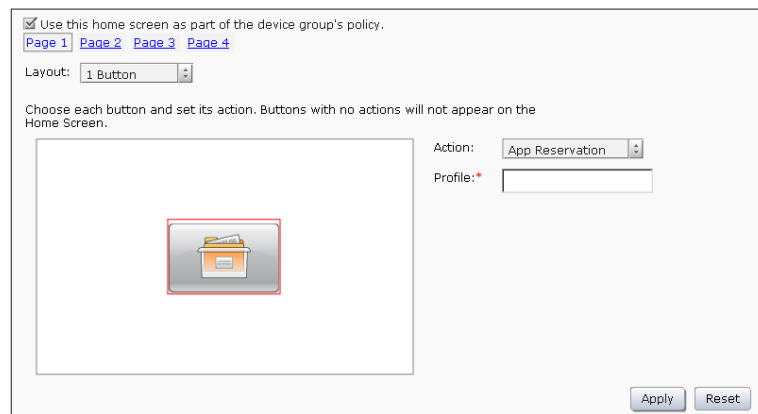 Use this home screen as part of the device group's policy.
Page 1 Page 2 Page 3 Page 4
Layout: 1 Button
Choose each button and set its action. Buttons with no actions will not appear on the
Home Screen.
Action: App Reservation
Profile:*
Apply Reset